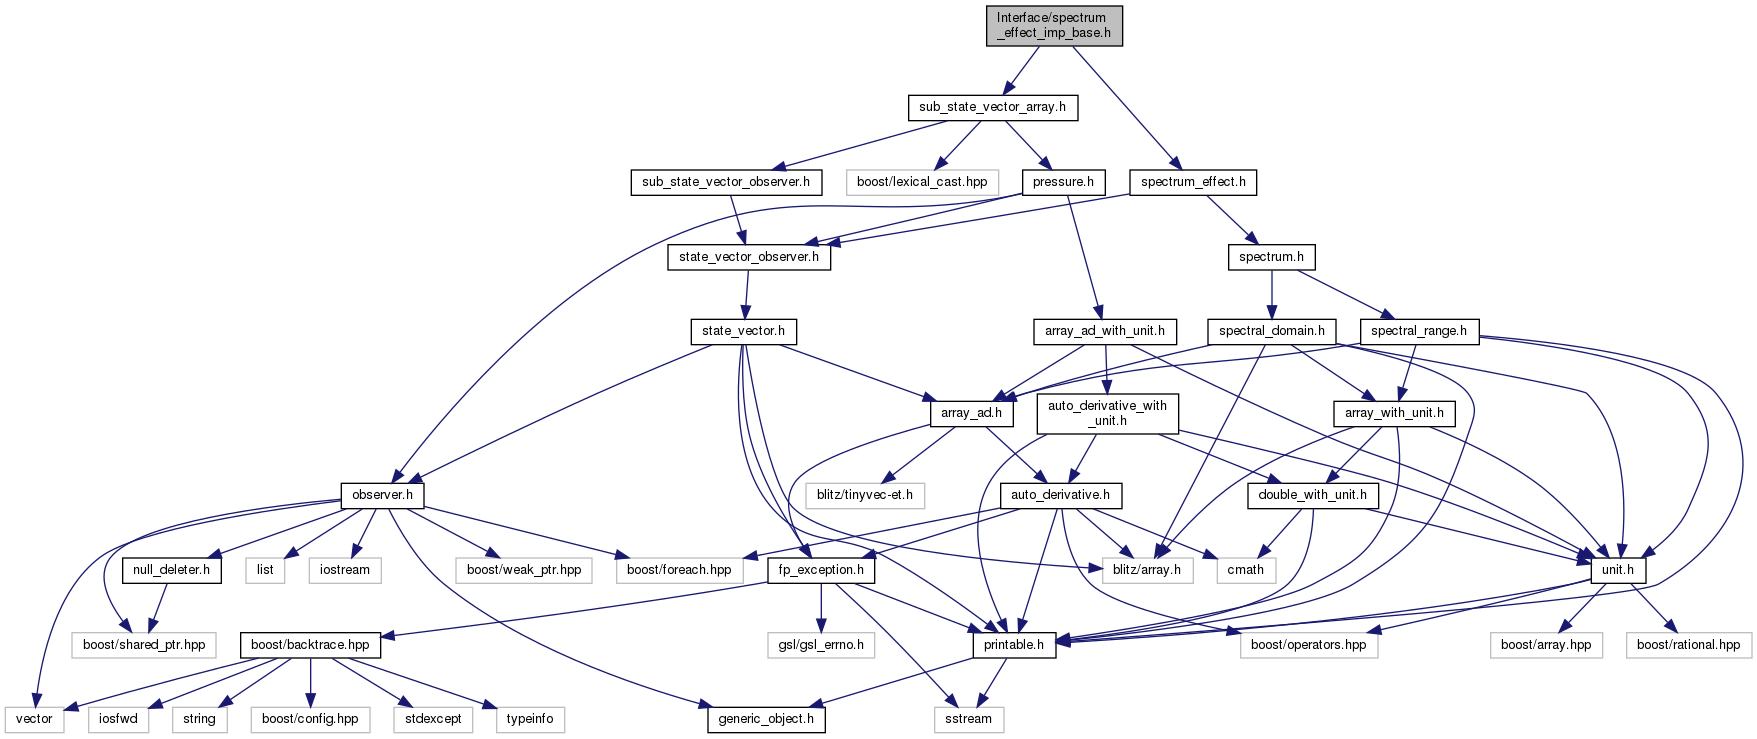 Interface/spectrum
_effect_imp_base.h
sub_state_vector_array.h
sub_state_vector_observer.h
boost/lexical_cast.hpp
pressure.h
spectrum_effect.h
state_vector_observer.h
spectrum.h
state_vector.h
array_ad_with_unit.h
spectral_domain.h
spectral_range.h
array_ad.h
auto_derivative_with
_unit.h
array_with_unit.h
observer.h
blitz/tinyvec-et.h
auto_derivative.h
double_with_unit.h
null_deleter.h
list
iostream
boost/weak_ptr.hpp
boost/foreach.hpp
fp_exception.h
blitz/array.h
cmath
unit.h
boost/shared_ptr.hpp
boost/backtrace.hpp
gsl/gsl_errno.h
printable.h
boost/operators.hpp
boost/array.hpp
boost/rational.hpp
vector
iosfwd
string
boost/config.hpp
stdexcept
typeinfo
generic_object.h
sstream